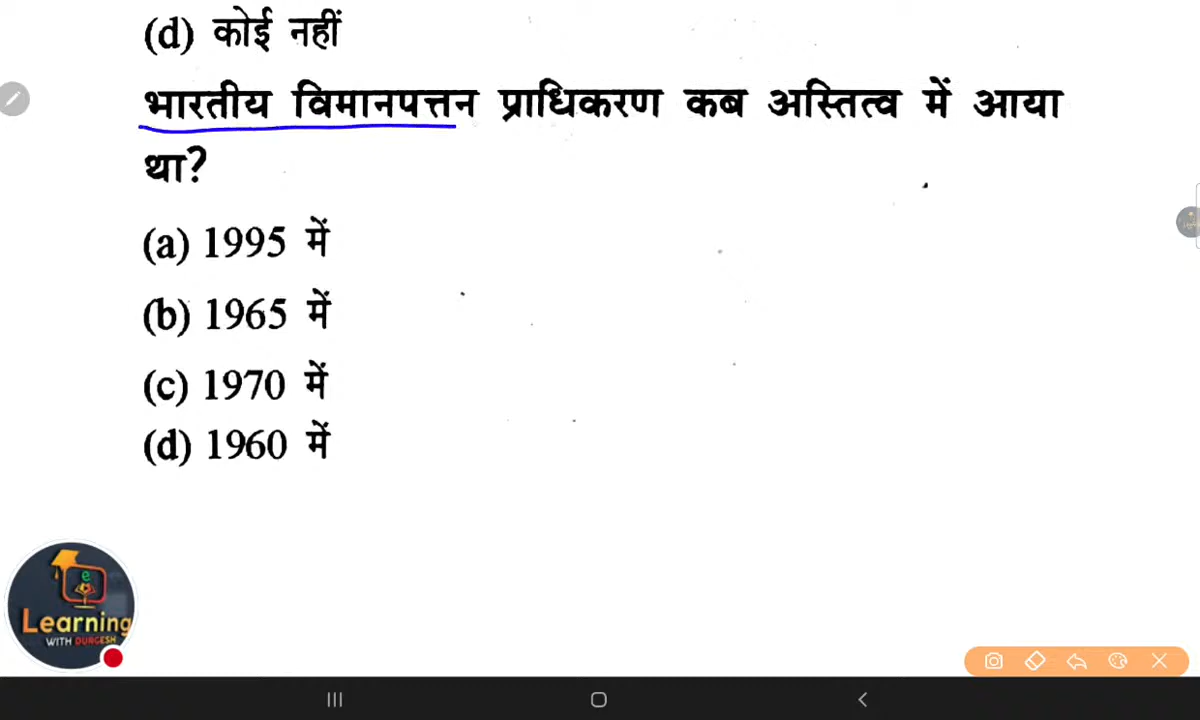 (d) कोई नहीं
भारतीय विमानपत्तन प्राधिकरण कब अस्तित्व में आया
था?
(a) 1995 में
(b) 1965 में
(c) 1970 में
(d) 1960 में
e
Learning
WITH DURGESH